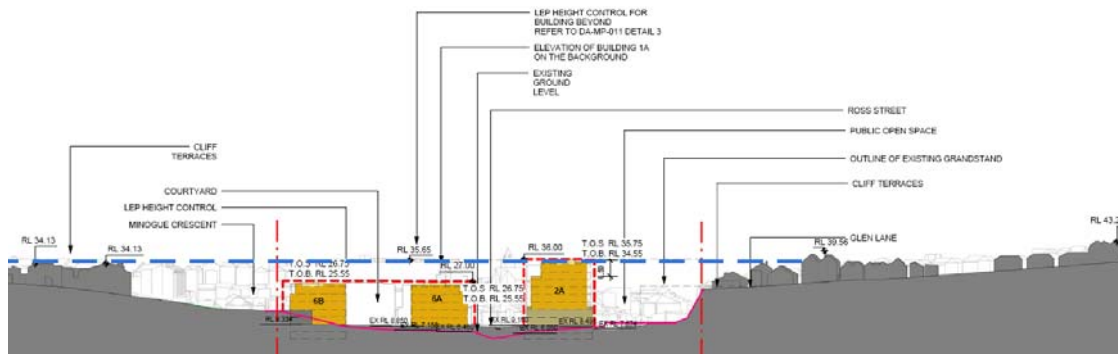 LEP HEIGHT CONTROL FOR
BUILDING BEYOND
REFER TO DA-MP-011 DETAIL 3
ELEVATION OF BUILDING 1A
ON THE BACKGROUND
EXISTING
GROUND
LEVEL
ROSS STREET
PUBLIC OPEN SPACE
OUTLINE OF EXISTING GRANDSTAND
CLIFF TERRACES
GLEN LANE
CLIFF
TERRACES
COURTYARD
LEP HEIGHT CONTROL
MINOGUE CRESCENT
RL 34.13
RL 34.13
RL 35.65
RL 36.00
T.O.S RL 35.75
T.O.B. RL 34.55
RL 39.56
T.O.S RL 26.75
T.O.B. RL 25.55
RL 27.00
T.O.S RL 26.75
T.O.B. RL 25.55
6B
6A
2A